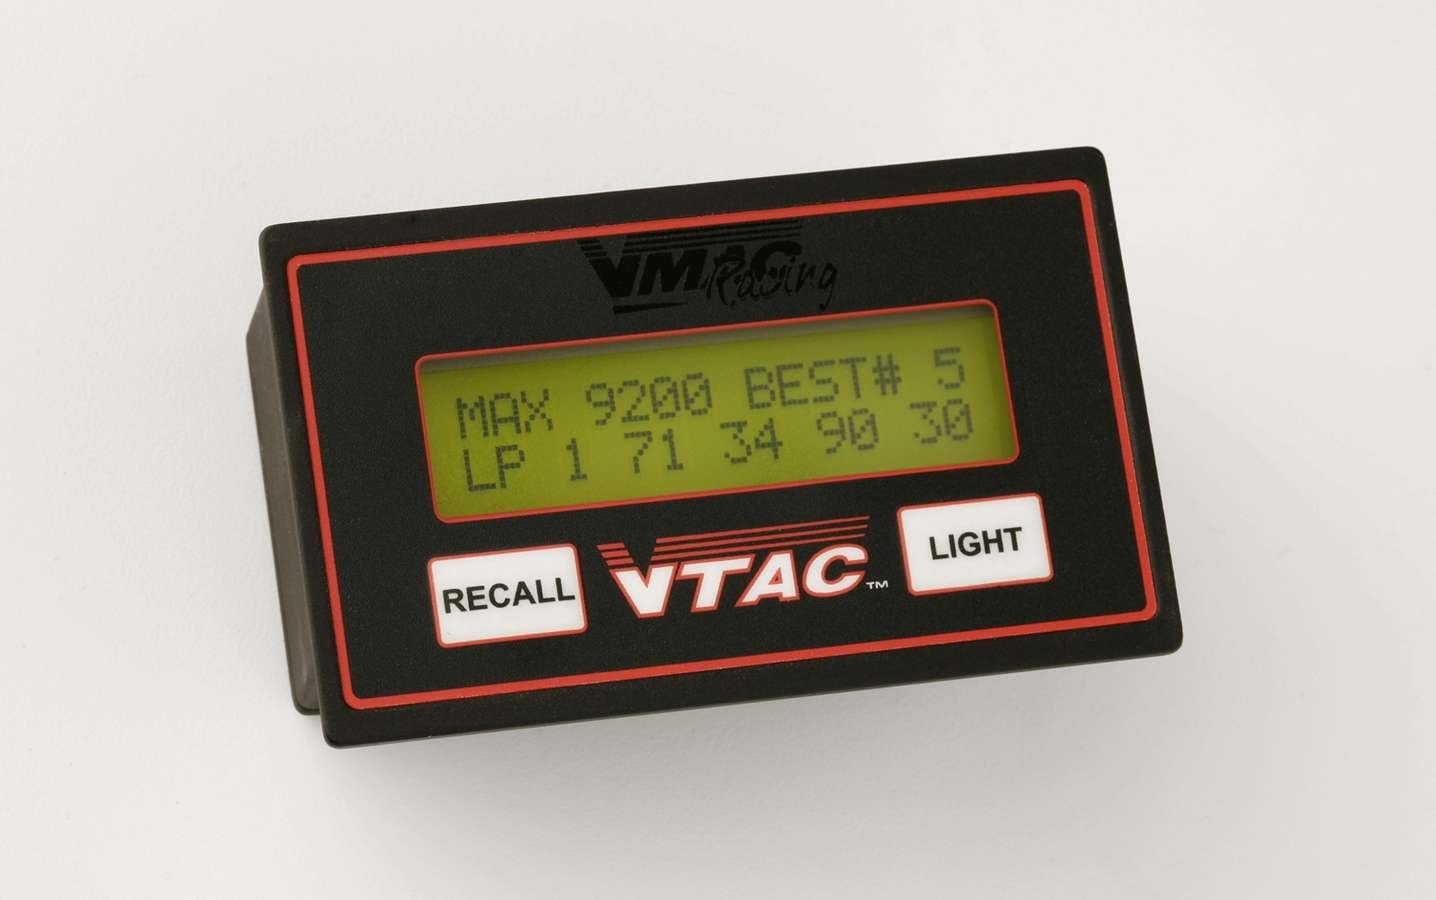 VMAC Racing
MAX 9200 BEST# 5
LP 1 71 34 90 30
RECALL
VTAC™
LIGHT